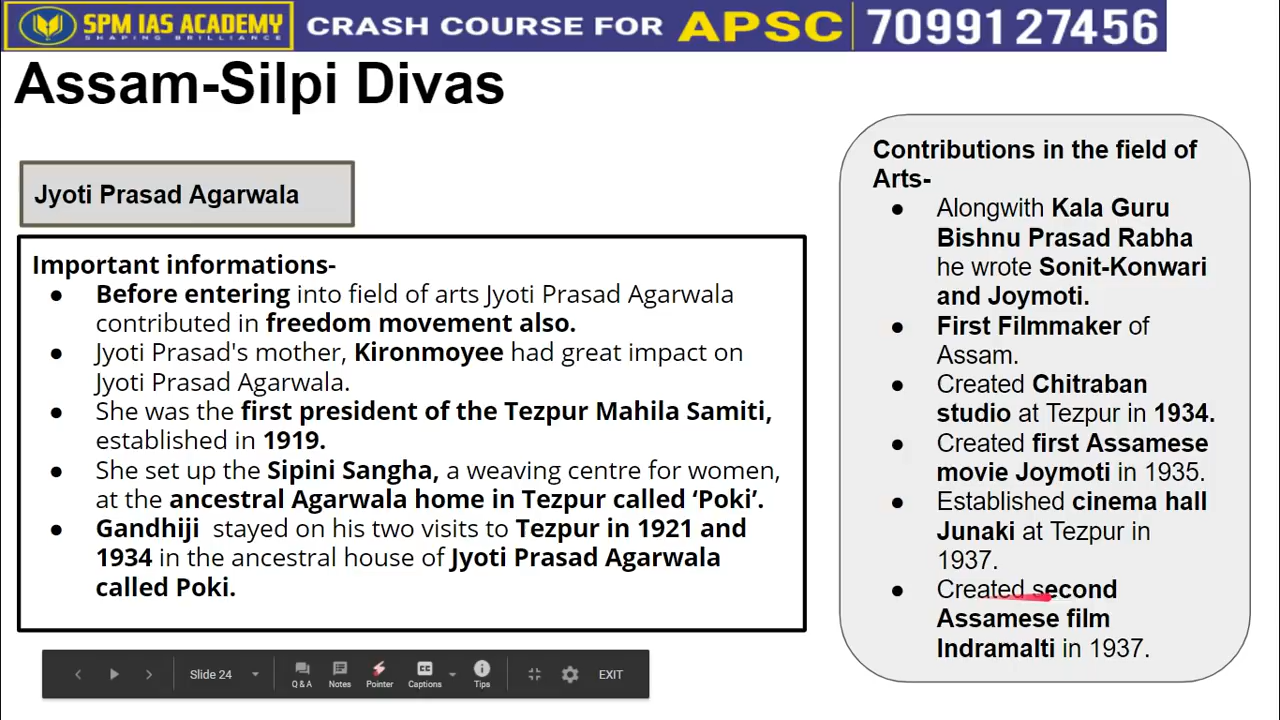 SPM IAS ACADEMY
SHAPING BRILLIANCE
CRASH COURSE FOR APSC 7099127456
Assam-Silpi Divas
Jyoti Prasad Agarwala
Important informations-
● Before entering into field of arts Jyoti Prasad Agarwala
contributed in freedom movement also.
● Jyoti Prasad's mother, Kironmoyee had great impact on
Jyoti Prasad Agarwala.
● She was the first president of the Tezpur Mahila Samiti,
established in 1919.
● She set up the Sipini Sangha, a weaving centre for women,
at the ancestral Agarwala home in Tezpur called ‘Poki’.
● Gandhiji stayed on his two visits to Tezpur in 1921 and
1934 in the ancestral house of Jyoti Prasad Agarwala
called Poki.
Contributions in the field of
Arts-
● Alongwith Kala Guru
Bishnu Prasad Rabha
he wrote Sonit-Konwari
and Joymoti.
● First Filmmaker of
Assam.
● Created Chitraban
studio at Tezpur in 1934.
● Created first Assamese
movie Joymoti in 1935.
● Established cinema hall
Junaki at Tezpur in
1937.
● Created second
Assamese film
Indramalti in 1937.
Slide 24
Q & A
Notes
Pointer
Captions
Tips
EXIT